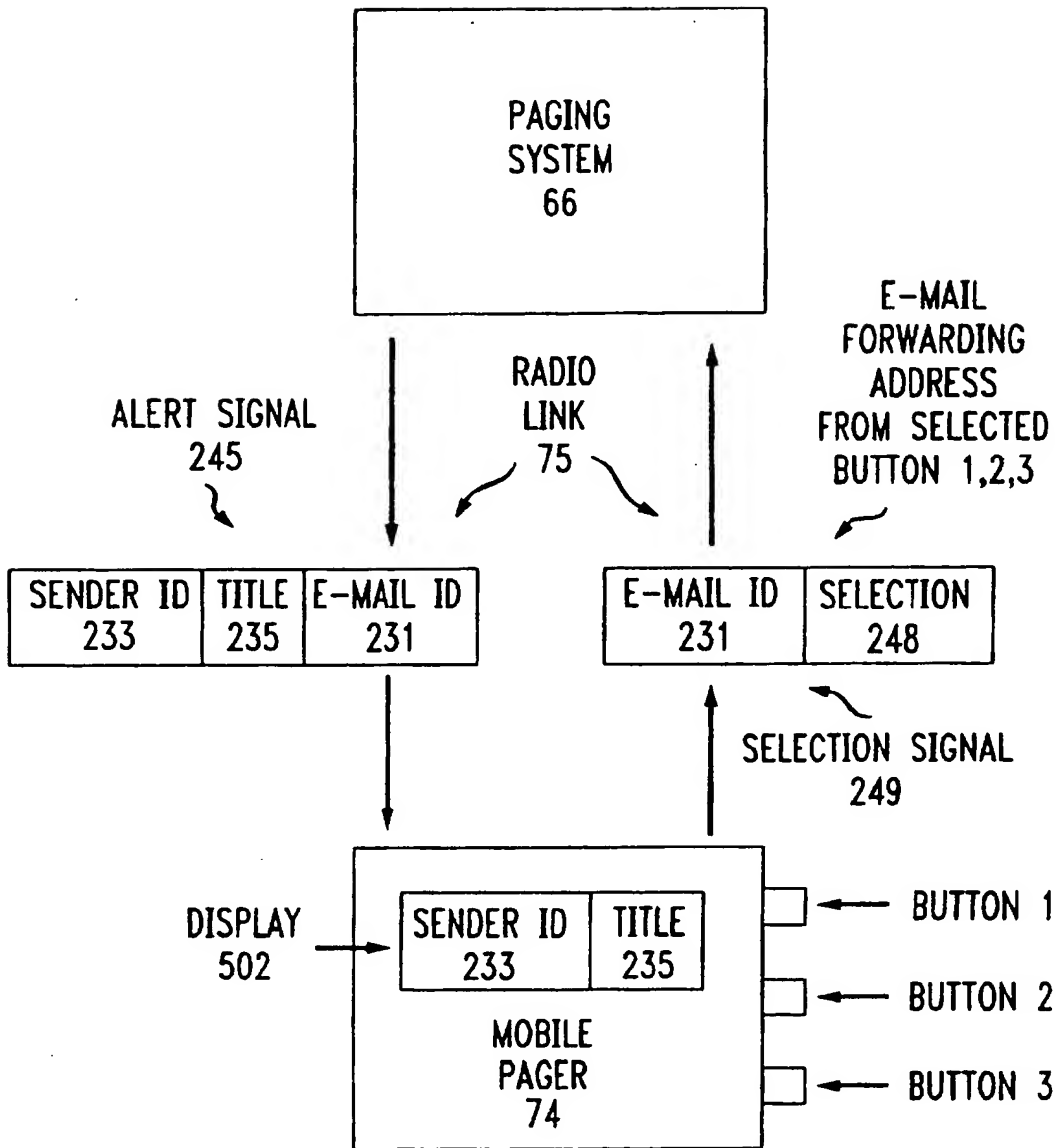 PAGING
SYSTEM
66
E-MAIL
FORWARDING
ADDRESS
FROM SELECTED
BUTTON 1,2,3
RADIO
LINK
75
ALERT SIGNAL
245
SENDER ID
233
TITLE
235
E-MAIL ID
231
E-MAIL ID
231
SELECTION
248
SELECTION SIGNAL
249
DISPLAY
502
SENDER ID
233
TITLE
235
MOBILE
PAGER
74
BUTTON 1
BUTTON 2
BUTTON 3